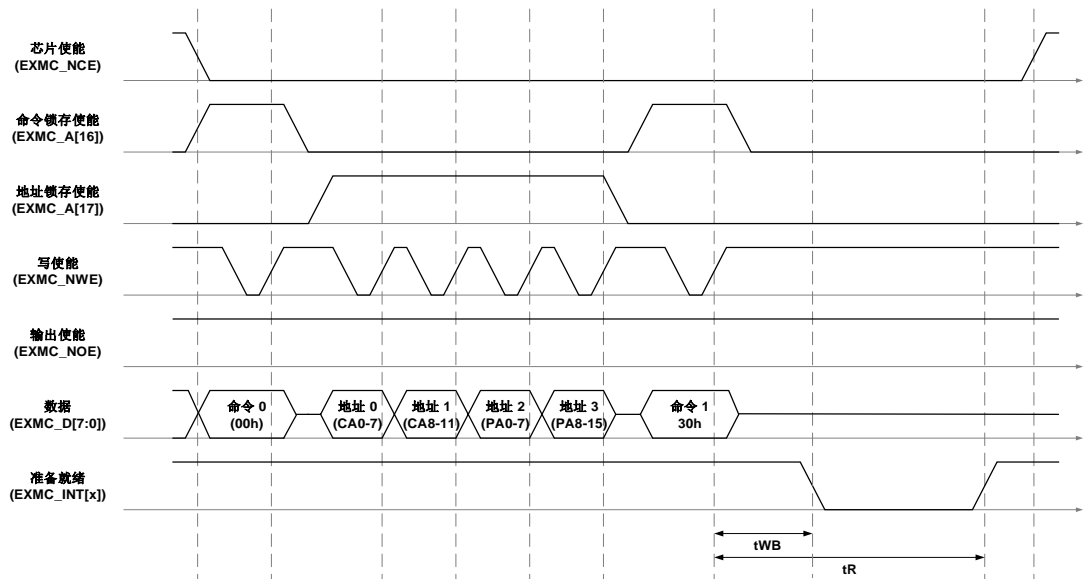 芯片使能
(EXMC_NCE)
命令锁存使能
(EXMC_A[16])
地址锁存使能
(EXMC_A[17])
写使能
(EXMC_NWE)
输出使能
(EXMC_NOE)
数据
(EXMC_D[7:0])
命令 0
(00h)
地址 0
(CA0-7)
地址 1
(CA8-11)
地址 2
(PA0-7)
地址 3
(PA8-15)
命令 1
30h
准备就绪
(EXMC_INT[x])
tWB
tR